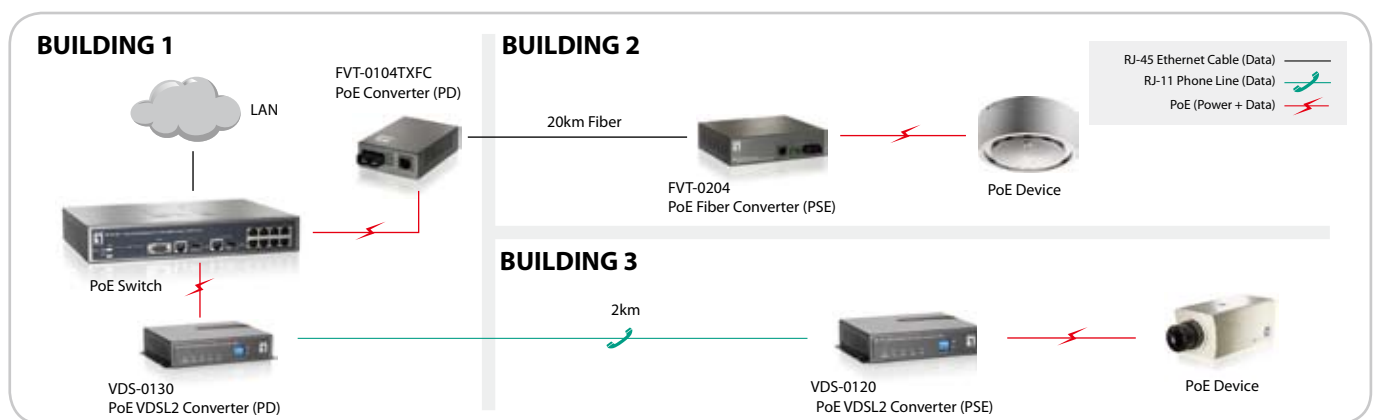 BUILDING 1
LAN
FVT-0104TXFC
PoE Converter (PD)
PoE Switch
VDS-0130
PoE VDSL2 Converter (PD)
BUILDING 2
20km Fiber
FVT-0204
PoE Fiber Converter (PSE)
PoE Device
RJ-45 Ethernet Cable (Data)
RJ-11 Phone Line (Data)
PoE (Power + Data)
BUILDING 3
2km
VDS-0120
PoE VDSL2 Converter (PSE)
PoE Device